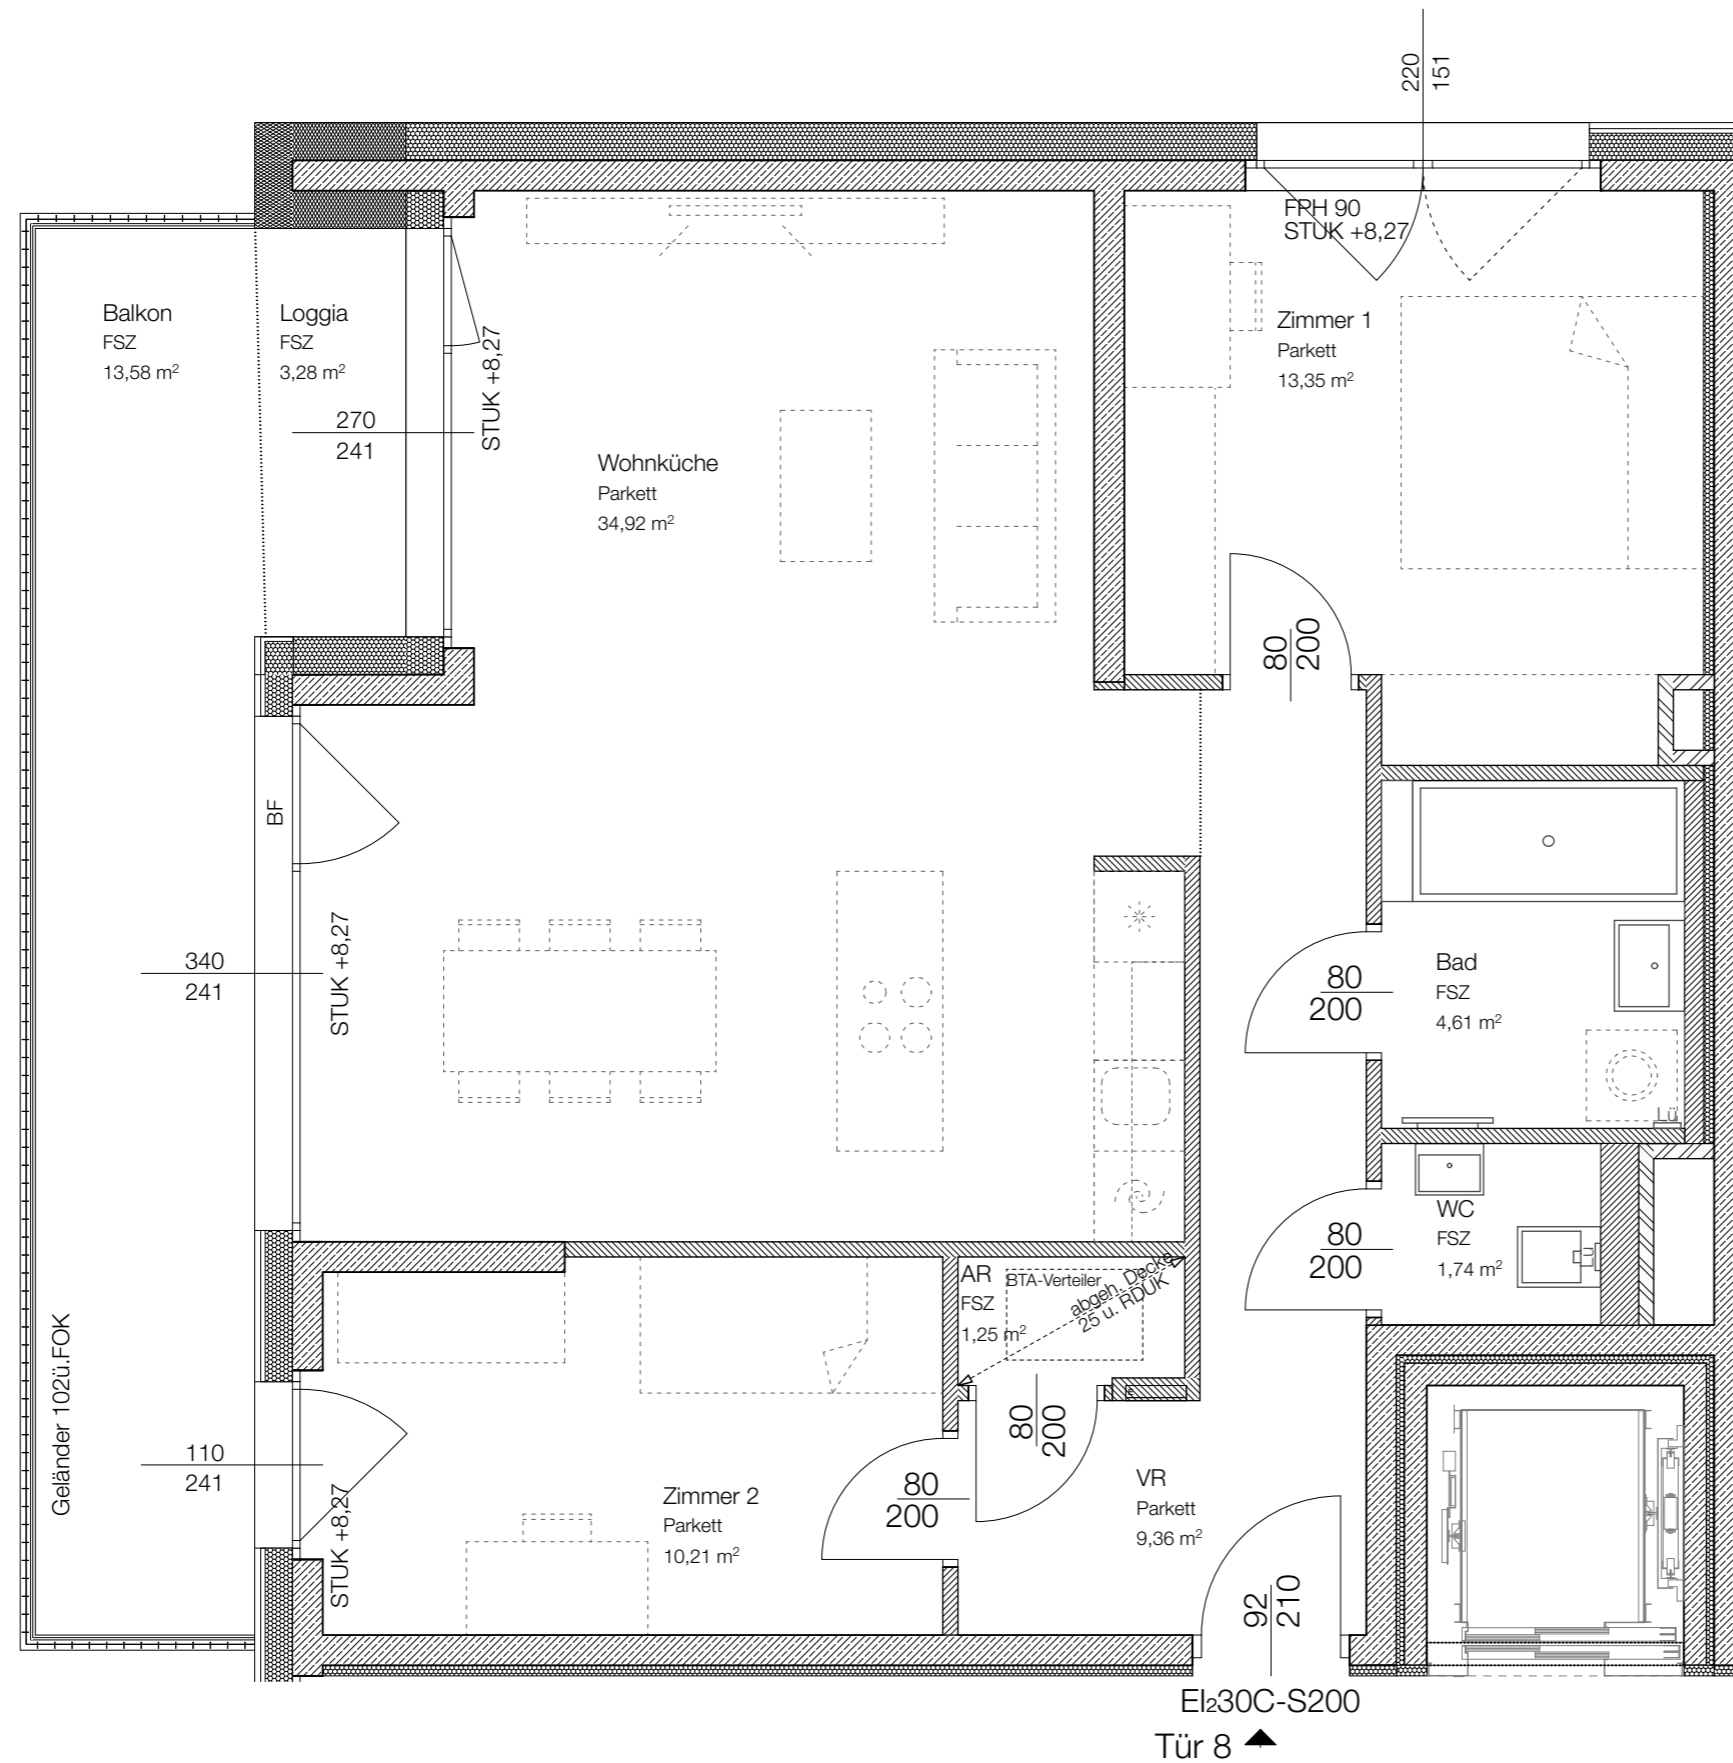 220
151
FPH 90
STUK +8,27
Balkon
FSZ
13,58 m²
Loggia
FSZ
3,28 m²
270
241
STUK +8,27
Zimmer 1
Parkett
13,35 m²
Wohnküche
Parkett
34,92 m²
80
200
BF
340
241
STUK +8,27
80
200
Bad
FSZ
4,61 m²
Lü
80
200
WC
FSZ
1,74 m²
Lü
AR
FSZ
1,25 m²
BTA-Verteiler
abgeh. Decke
25 u. RDUK
E
Geländer 102ü.FOK
110
241
STUK +8,27
Zimmer 2
Parkett
10,21 m²
80
200
80
200
VR
Parkett
9,36 m²
92
210
EI₂30C-S200
Tür 8